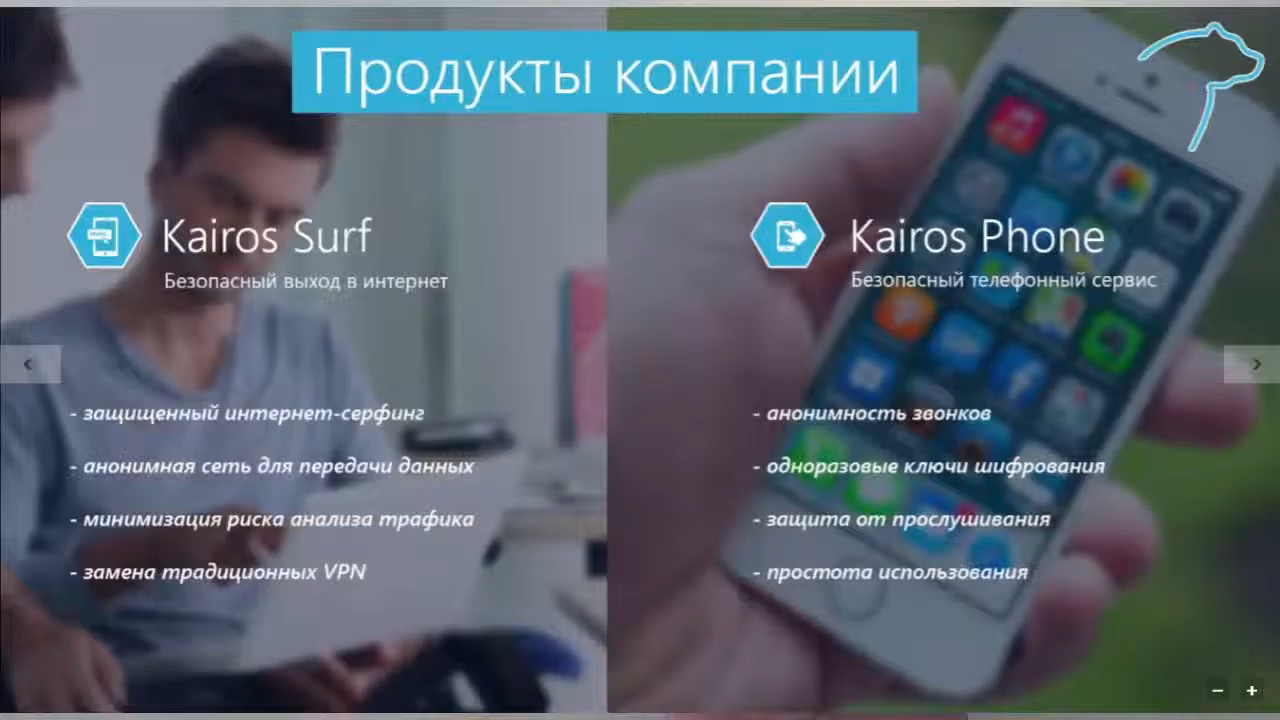 Продукты компании
Kairos Surf
Безопасный выход в интернет
- защищенный интернет-серфинг
- анонимная сеть для передачи данных
- минимизация риска анализа трафика
- замена традиционных VPN
Kairos Phone
Безопасный телефонный сервис
- анонимность звонков
- одноразовые ключи шифрования
- защита от прослушивания
- простота использования